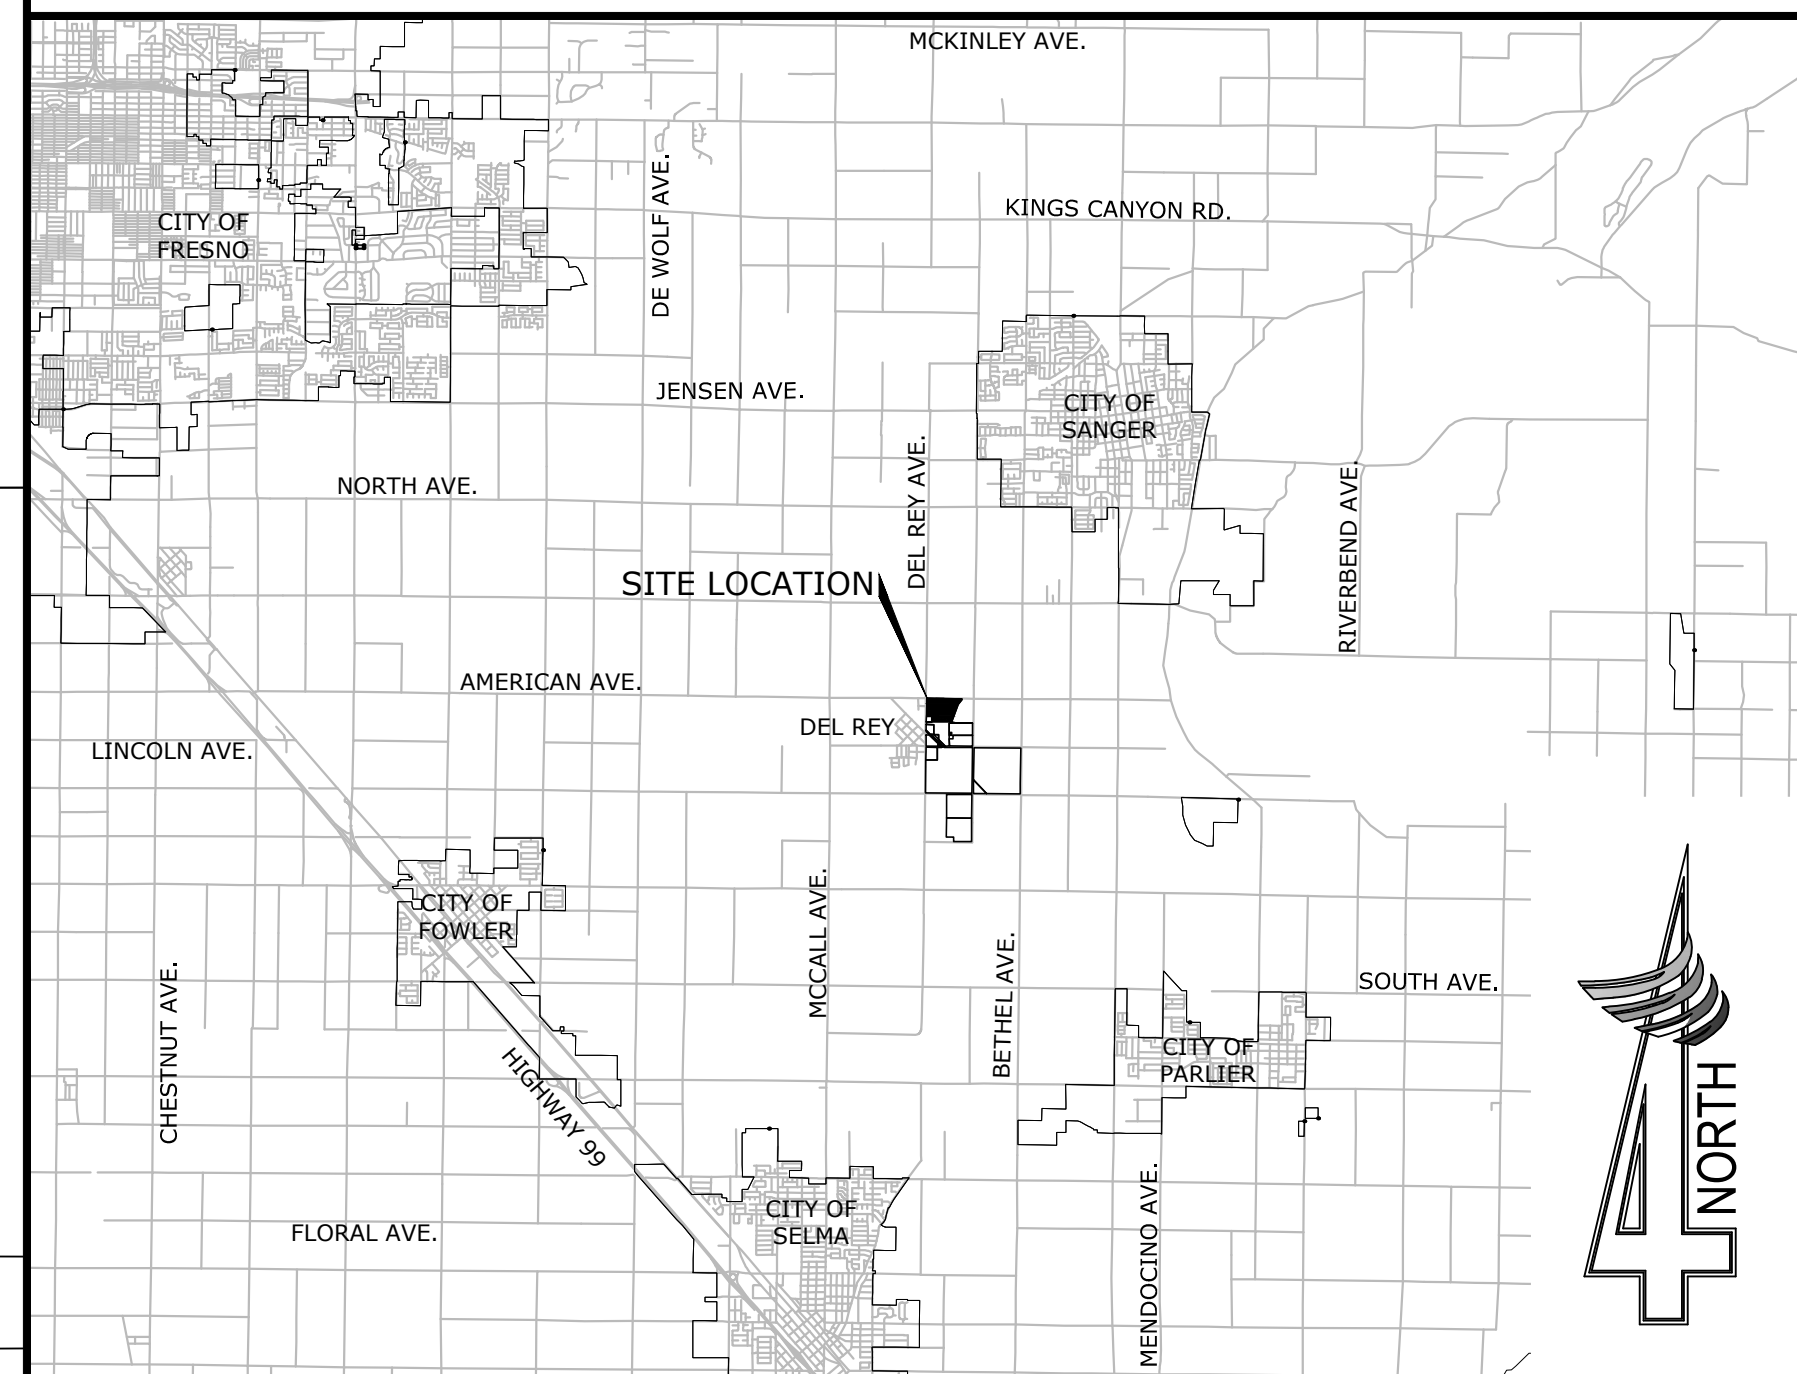 MCKINLEY AVE.
KINGS CANYON RD.
CITY OF
FRESNO
DE WOLF AVE.
JENSEN AVE.
CITY OF
SANGER
NORTH AVE.
DEL REY AVE.
RIVERBEND AVE.
SITE LOCATION
AMERICAN AVE.
DEL REY
LINCOLN AVE.
CITY OF
FOWLER
MCCALL AVE.
BETHEL AVE.
SOUTH AVE.
CHESTNUT AVE.
HIGHWAY 99
CITY OF
PARLIER
NORTH
CITY OF
SELMA
FLORAL AVE.
MENDOCINO AVE.